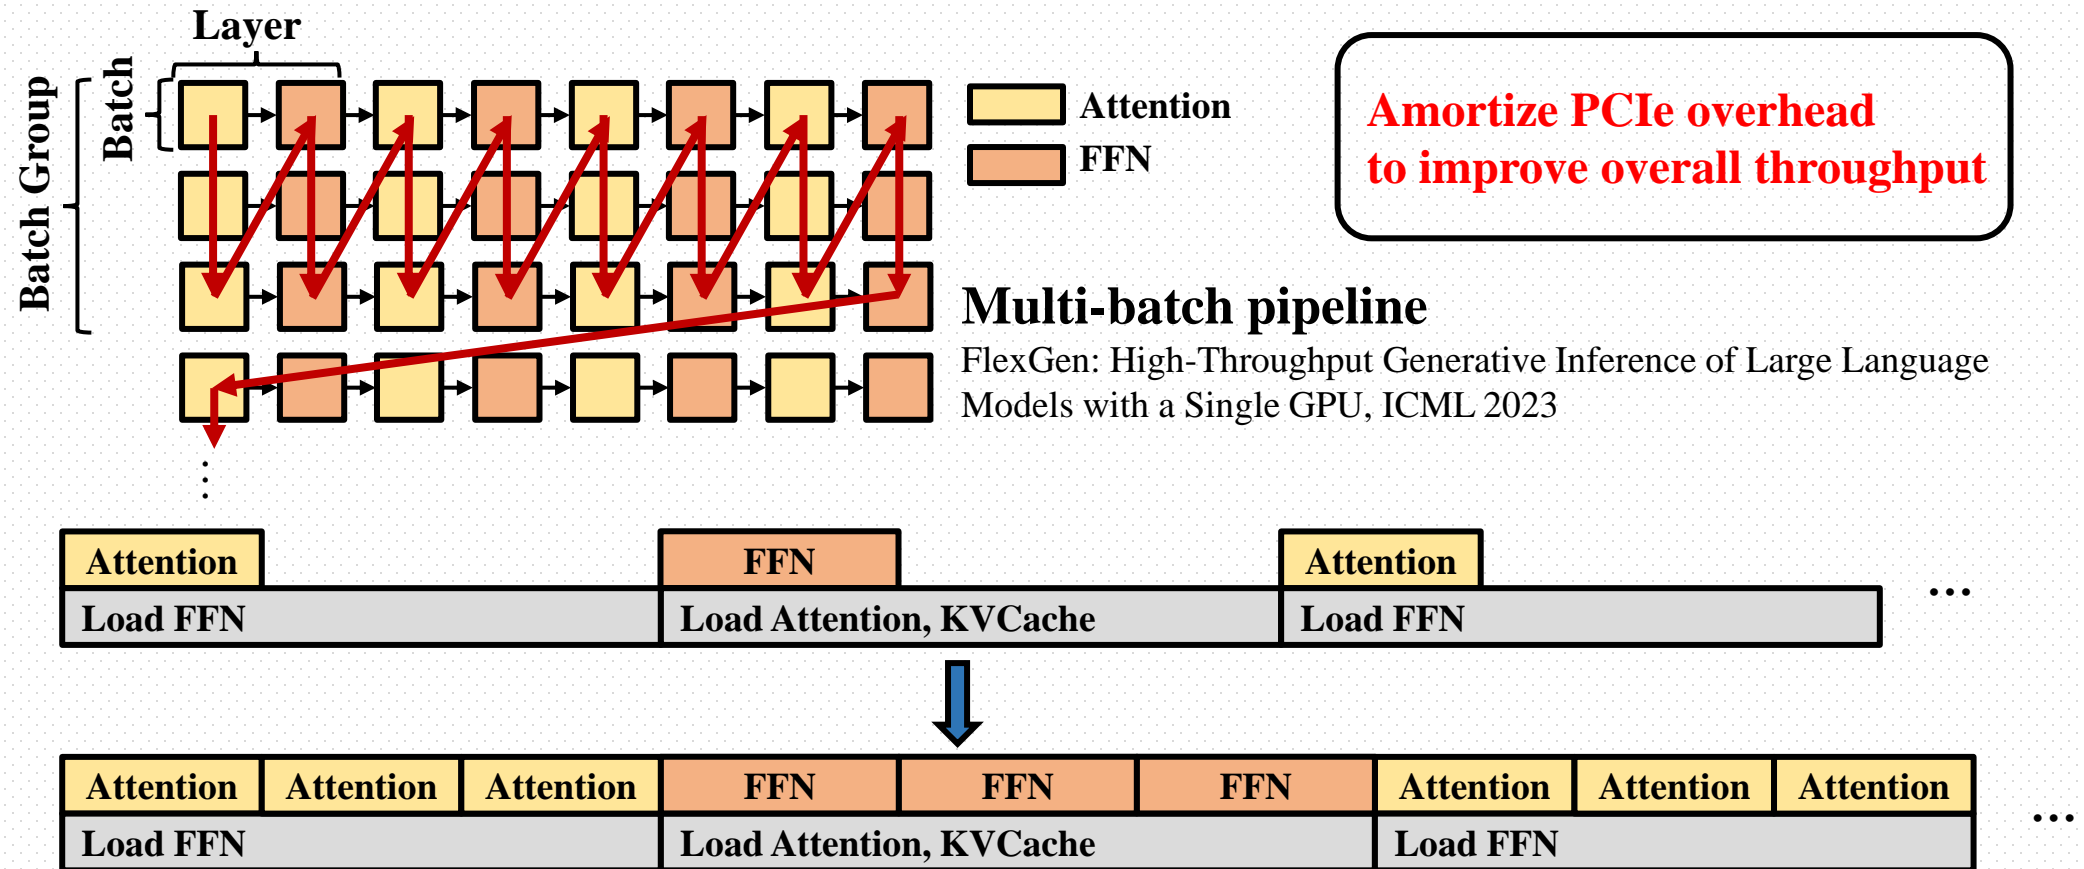 Layer
Batch Group
Batch
Attention
FFN
Amortize PCIe overhead
to improve overall throughput
Multi-batch pipeline
FlexGen: High-Throughput Generative Inference of Large Language
Models with a Single GPU, ICML 2023
...
Attention FFN Attention
Load FFN Load Attention, KVCache Load FFN
...
Attention Attention Attention FFN FFN FFN Attention Attention Attention
Load FFN Load Attention, KVCache Load FFN
...